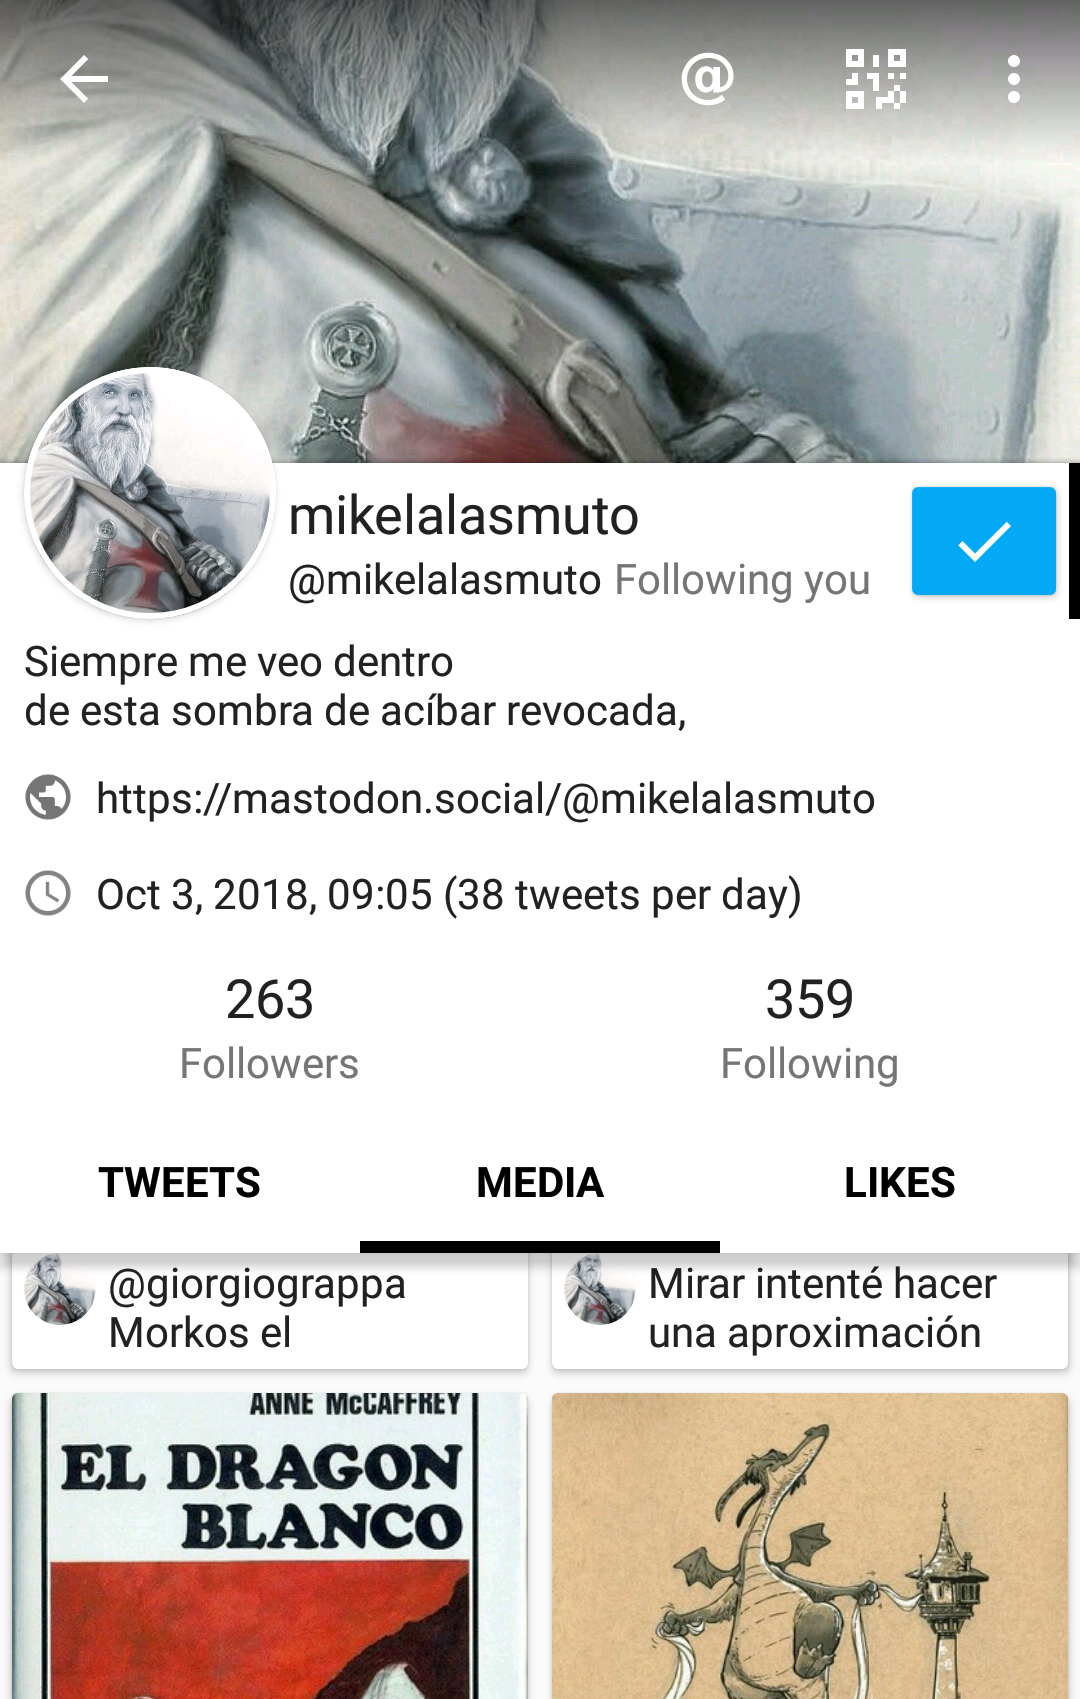 mikelalasmuto
@mikelalasmuto Following you
Siempre me veo dentro
de esta sombra de acíbar revocada,
https://mastodon.social/@mikelalasmuto
Oct 3, 2018, 09:05 (38 tweets per day)
263
Followers
359
Following
TWEETS
MEDIA
LIKES
@giorgiograppa
Morkos el
Mirar intenté hacer
una aproximación
ANNE McCAFFREY
EL DRAGON
BLANCO